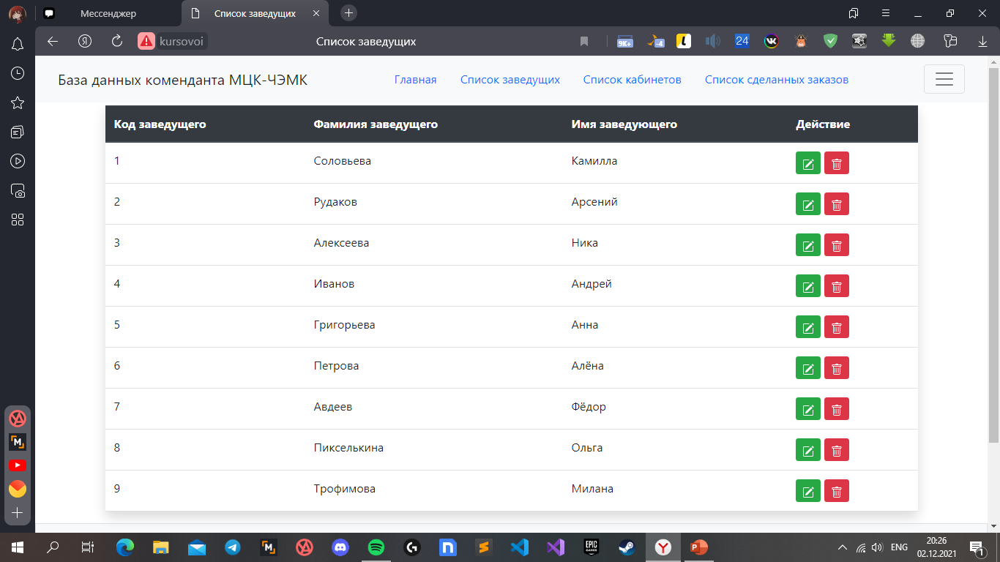 Мессенджер Список заведущих
kursovoi Список заведущих 9K+ -4 24
База данных коменданта МЦК-ЧЭМК Главная Список заведущих Список кабинетов Список сделанных заказов
Код заведущего Фамилия заведущего Имя заведующего Действие
1 Соловьева Камилла
2 Рудаков Арсений
3 Алексеева Ника
4 Иванов Андрей
5 Григорьева Анна
6 Петрова Алёна
7 Авдеев Фёдор
8 Пикселькина Ольга
9 Трофимова Милана
ENG 20:26
02.12.2021